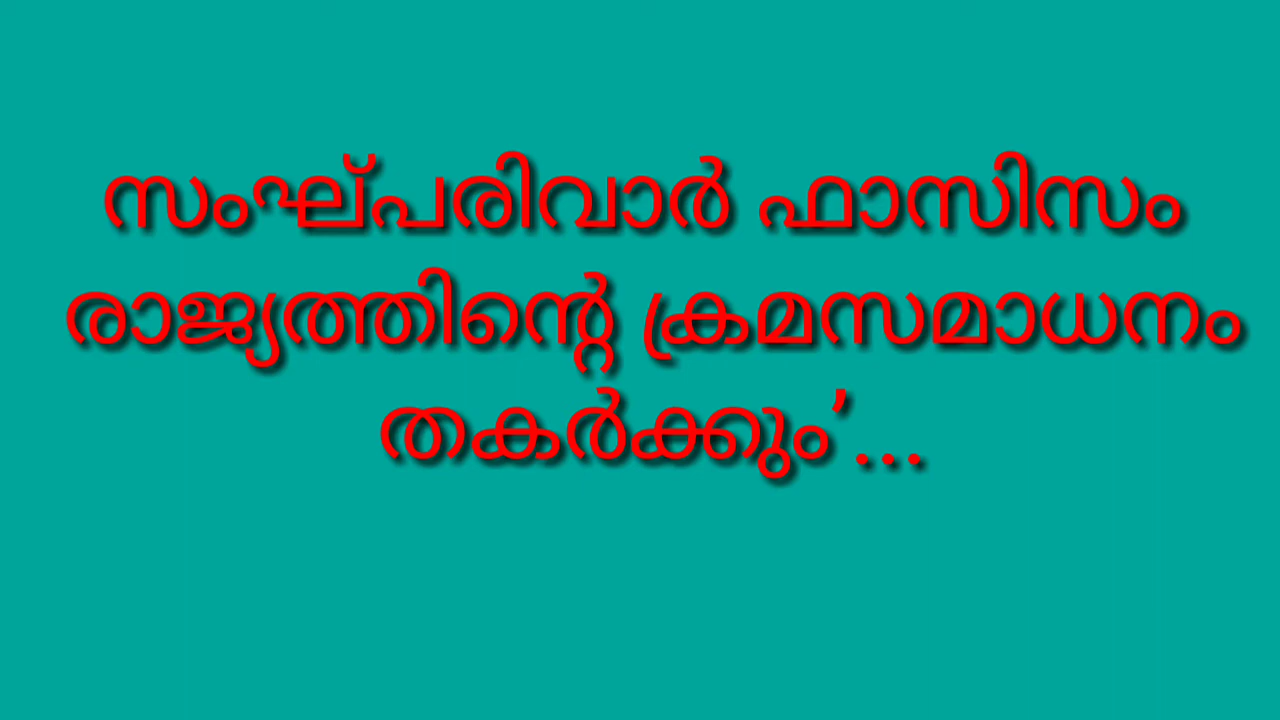 സംഘ്പരിവാർ ഫാസിസം
രാജ്യത്തിന്റെ ക്രമസമാധനം
തകർക്കും’...